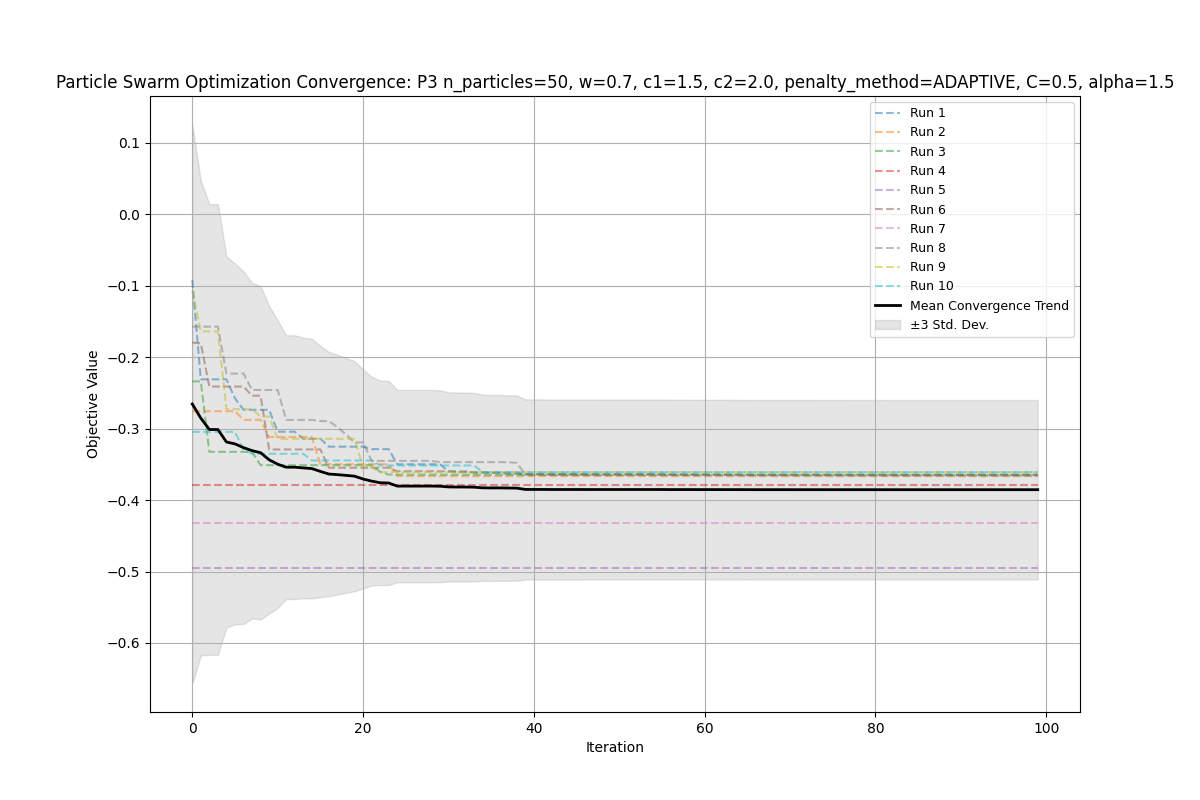 Particle Swarm Optimization Convergence: P3 n_particles=50, w=0.7, c1=1.5, c2=2.0, penalty_method=ADAPTIVE, C=0.5, alpha=1.5
Run 1
Run 2
Run 3
Run 4
Run 5
Run 6
Run 7
Run 8
Run 9
Run 10
Mean Convergence Trend
±3 Std. Dev.
Objective Value
0.1
0.0
−0.1
−0.2
−0.3
−0.4
−0.5
−0.6
0 20 40 60 80 100
Iteration